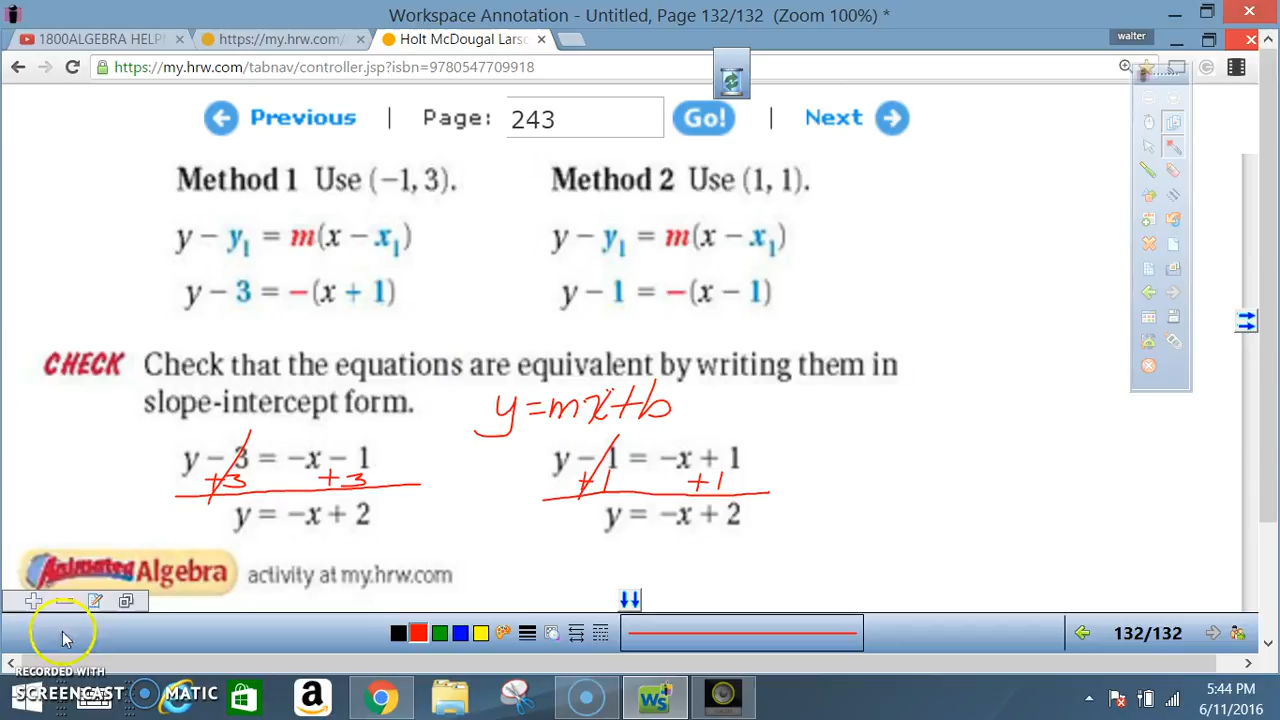 Workspace Annotation - Untitled, Page 132/132 (Zoom 100%) *
1800ALGEBRA HELP
https://my.hrw.com/
Holt McDougal Lars
walter
https://my.hrw.com/tabnav/controller.jsp?isbn=9780547709918
Previous | Page: 243 Go! | Next
Method 1 Use (−1, 3). Method 2 Use (1, 1).
y − y₁ = m(x − x₁) y − y₁ = m(x − x₁)
y − 3 = −(x + 1) y − 1 = −(x − 1)
CHECK Check that the equations are equivalent by writing them in
slope-intercept form. y = mx + b
y − 3 = −x − 1 y − 1 = −x + 1
+3 +3 +1 +1
y = −x + 2 y = −x + 2
Animated Algebra activity at my.hrw.com
132/132
RECORDED WITH
SCREENCAST MATIC
WS
5:44 PM
6/11/2016